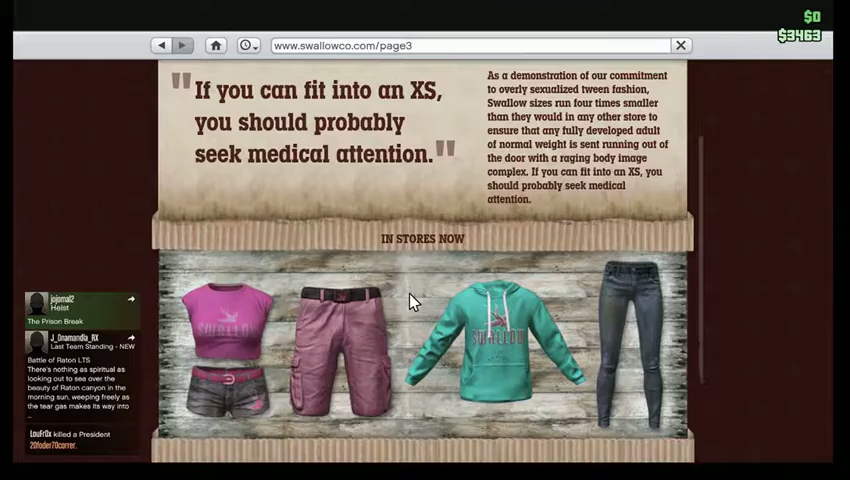 $0
$3463
www.swallowco.com/page3
"If you can fit into an XS,
you should probably
seek medical attention."
As a demonstration of our commitment
to overly sexualized tween fashion,
Swallow sizes run four times smaller
than they would in any other store to
ensure that any fully developed adult
of normal weight is sent running out of
the door with a raging body image
complex. If you can fit into an XS, you
should probably seek medical
attention.
IN STORES NOW
SWALLOW
SWALLOW
jojomal2
Heist
The Prison Break
J_Onamandla_RX
Last Team Standing - NEW
Battle of Raton LTS
There's nothing as spiritual as
looking out to see over the
beauty of Raton canyon in the
morning sun, weeping freely as
the tear gas makes its way into
...
LouFr0x killed a President
20foder70correr.